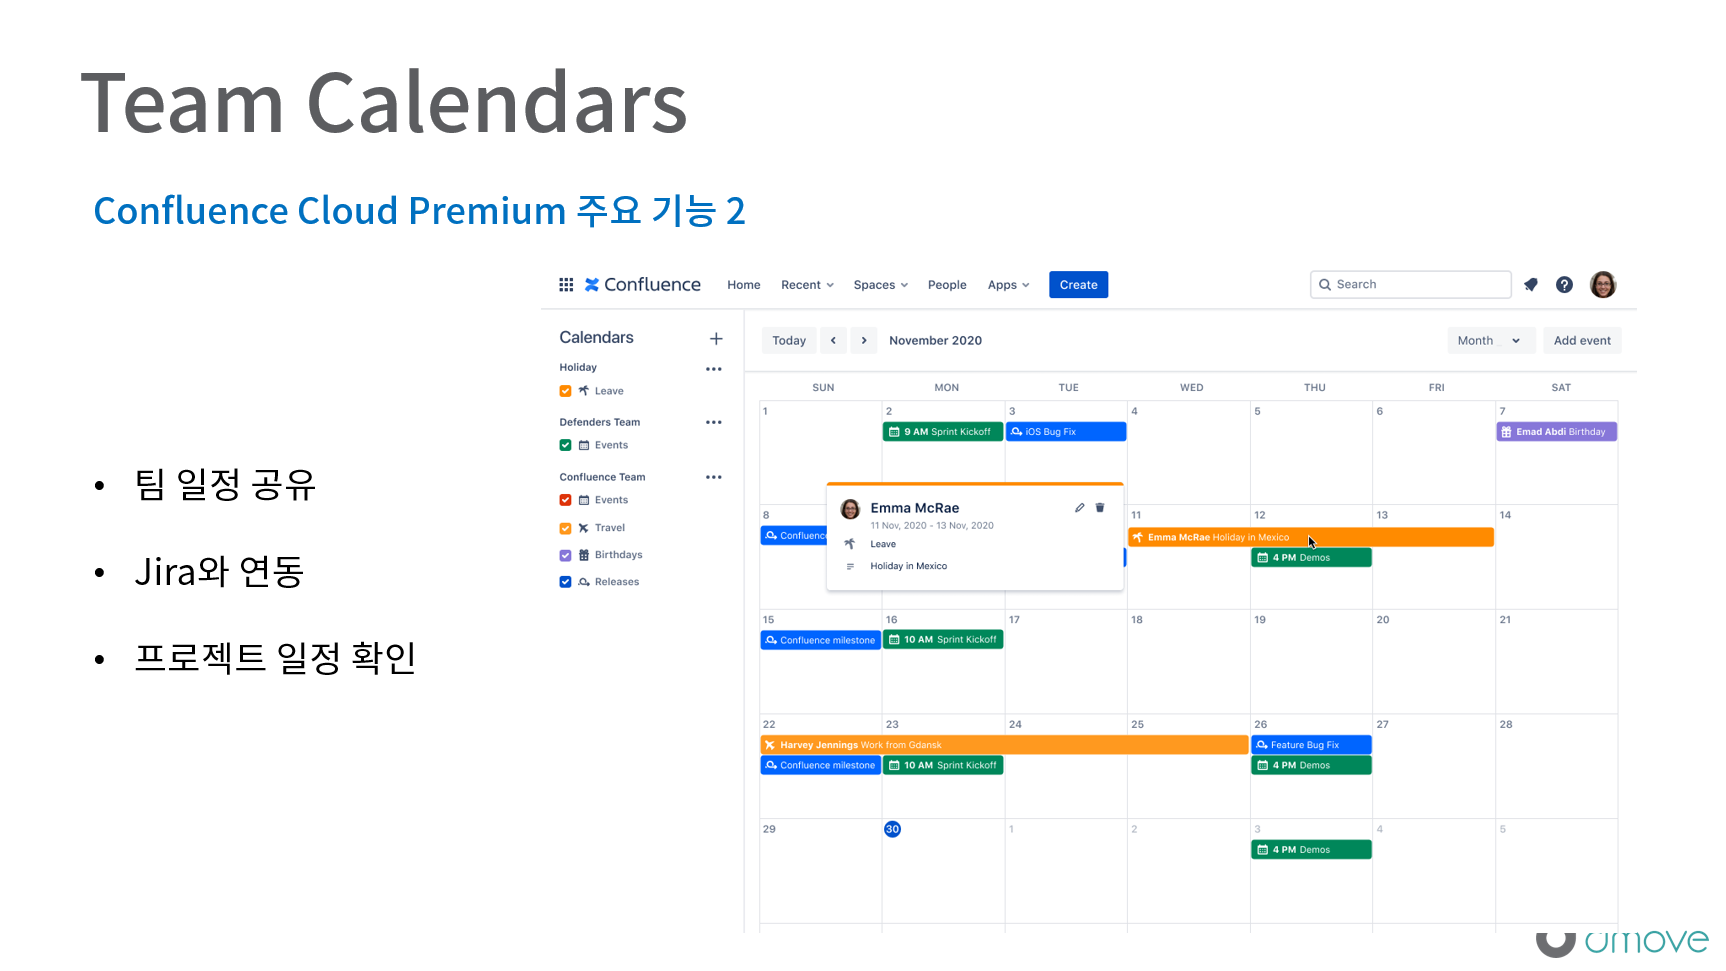 Team Calendars
Confluence Cloud Premium 주요 기능 2
• 팀 일정 공유
• Jira와 연동
• 프로젝트 일정 확인
Confluence Home Recent Spaces People Apps Create Search
Calendars
Holiday
Leave
Defenders Team
Events
Confluence Team
Events
Travel
Birthdays
Releases
Today November 2020 Month Add event
SUN MON TUE WED THU FRI SAT
1 2 3 4 5 6 7
9 AM Sprint Kickoff iOS Bug Fix Emad Abdi Birthday
8 11 12 13 14
Confluence Emma McRae Holiday in Mexico
4 PM Demos
Emma McRae
11 Nov, 2020 - 13 Nov, 2020
Leave
Holiday in Mexico
15 16 17 18 19 20 21
Confluence milestone 10 AM Sprint Kickoff
22 23 24 25 26 27 28
Harvey Jennings Work from Gdansk Feature Bug Fix
Confluence milestone 10 AM Sprint Kickoff 4 PM Demos
29 30 1 2 3 4 5
4 PM Demos